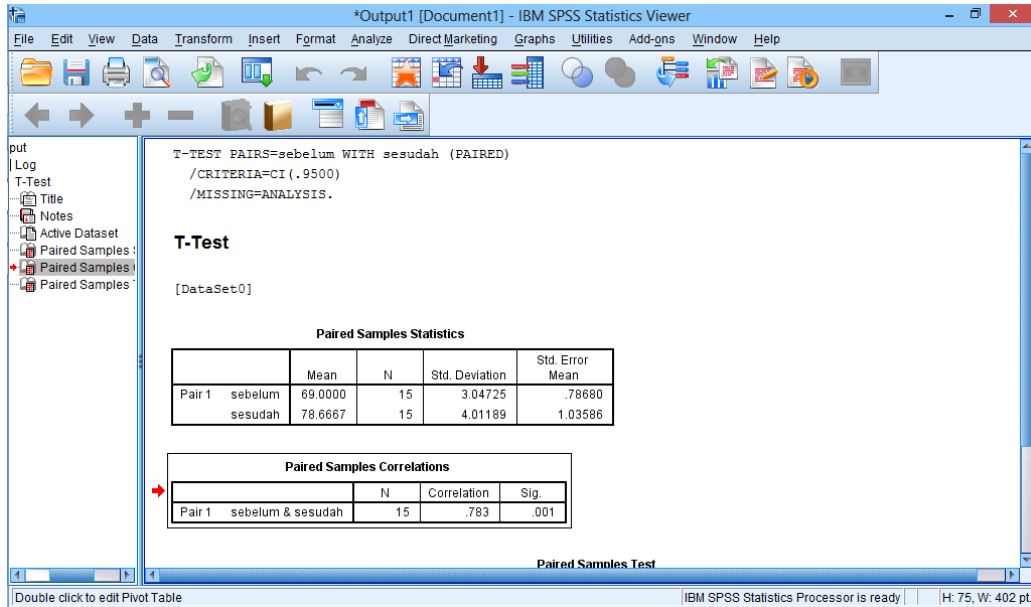 *Output1 [Document1] - IBM SPSS Statistics Viewer
File Edit View Data Transform Insert Format Analyze Direct Marketing Graphs Utilities Add-ons Window Help
put
Log
T-Test
Title
Notes
Active Dataset
Paired Samples
Paired Samples
Paired Samples
T-TEST PAIRS=sebelum WITH sesudah (PAIRED)
/CRITERIA=CI(.9500)
/MISSING=ANALYSIS.
T-Test
[DataSet0]
Paired Samples Statistics
Mean N Std. Deviation Std. Error Mean
Pair 1 sebelum 69.0000 15 3.04725 .78680
sesudah 78.6667 15 4.01189 1.03586
Paired Samples Correlations
N Correlation Sig.
Pair 1 sebelum & sesudah 15 .783 .001
Paired Samples Test
Double click to edit Pivot Table IBM SPSS Statistics Processor is ready H: 75, W: 402 pt.